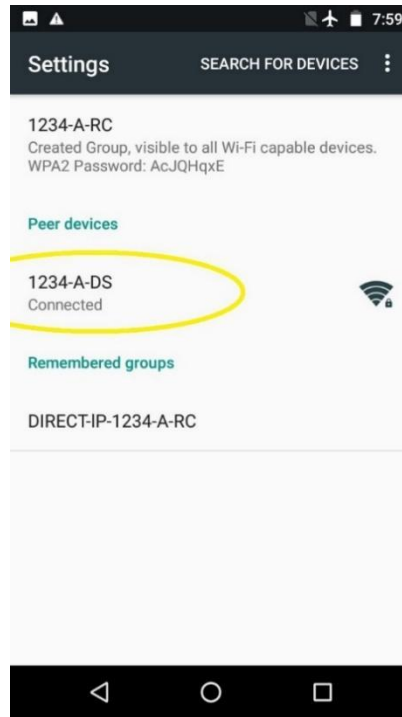 7:59
Settings SEARCH FOR DEVICES
1234-A-RC
Created Group, visible to all Wi-Fi capable devices.
WPA2 Password: AcJQHqxE
Peer devices
1234-A-DS
Connected
Remembered groups
DIRECT-IP-1234-A-RC